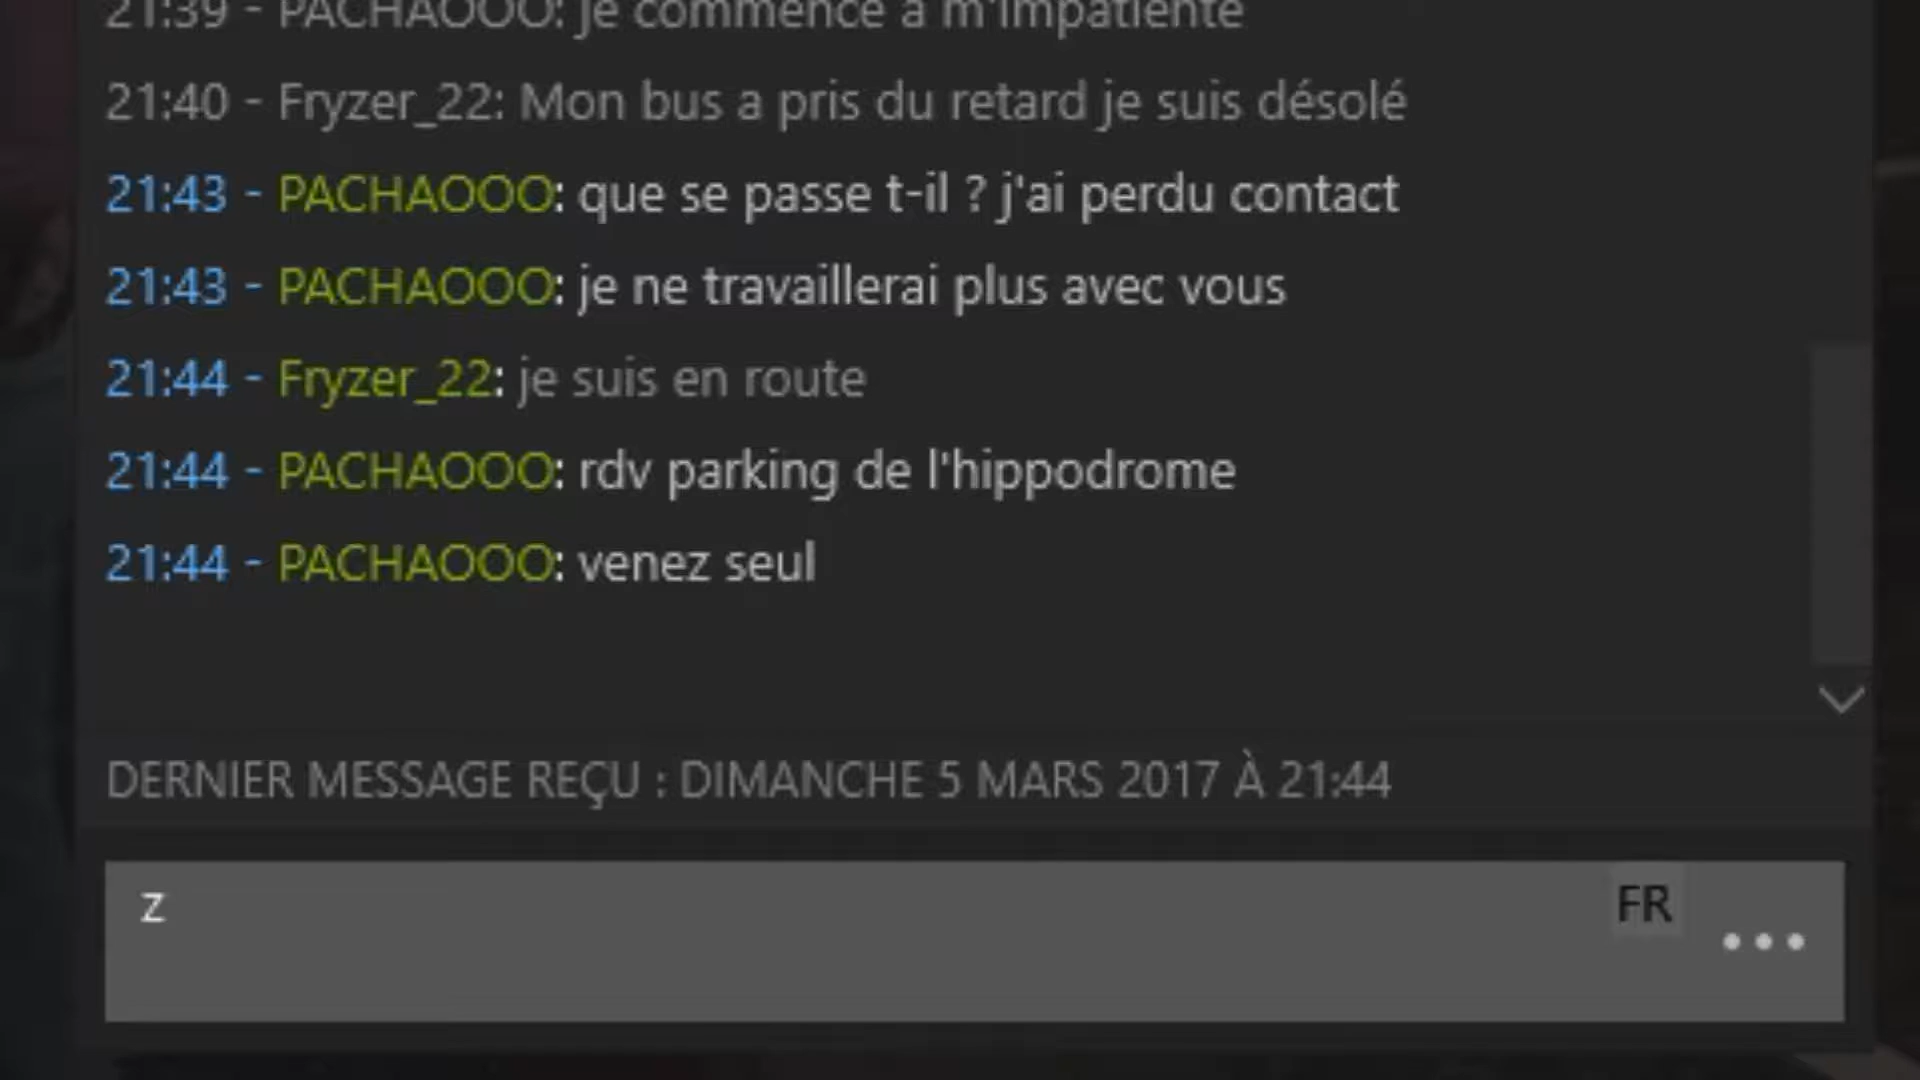 21:39 - PACHAOOO: je commence à m'impatiente
21:40 - Fryzer_22: Mon bus a pris du retard je suis désolé
21:43 - PACHAOOO: que se passe t-il ? j'ai perdu contact
21:43 - PACHAOOO: je ne travaillerai plus avec vous
21:44 - Fryzer_22: je suis en route
21:44 - PACHAOOO: rdv parking de l'hippodrome
21:44 - PACHAOOO: venez seul
DERNIER MESSAGE REÇU : DIMANCHE 5 MARS 2017 À 21:44
z FR